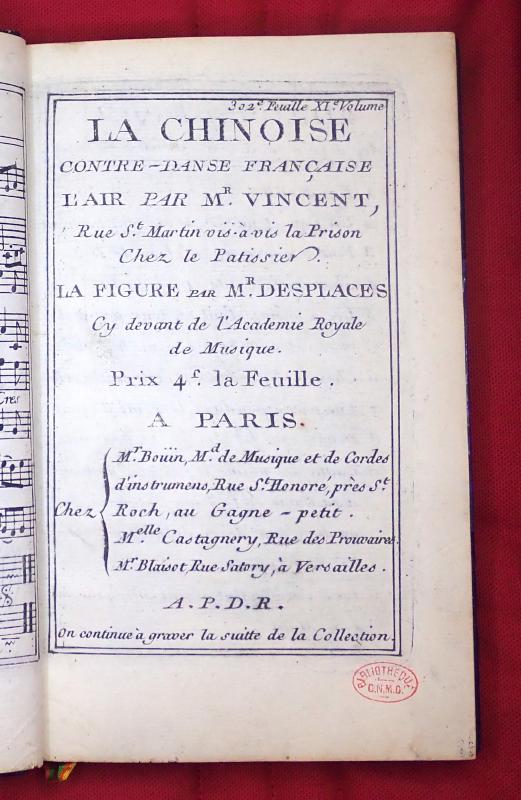 302.e Feuille XI.e Volume
LA CHINOISE
CONTRE-DANSE FRANÇAISE
L'AIR PAR M.R VINCENT,
Rue S.t Martin vis-à-vis la Prison
Chez le Patissier.
LA FIGURE PAR M.R DESPLACES
Cy devant de l'Academie Royale
de Musique.
Prix 4.s la Feuille.
A PARIS.
M.r Boüin, M.d de Musique et de Cordes
d'instrumens, Rue S.t Honoré, près S.t
Chez Roch, au Gagne-petit.
M.elle Castagnery, Rue des Prouvaires.
M.r Blaisot, Rue Satory, à Versailles.
A.P.D.R.
On continue à graver la suitte de la Collection.
BIBLIOTHÈQUE
C.N.M.D.
Cres